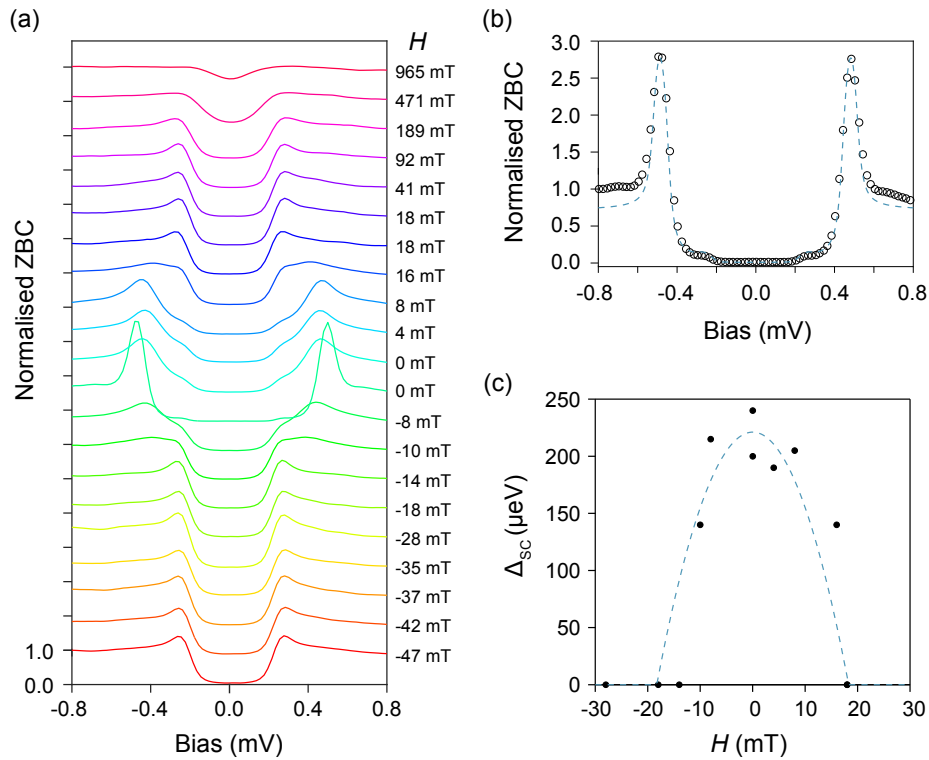 (a)
H
965 mT
471 mT
189 mT
92 mT
41 mT
18 mT
18 mT
16 mT
8 mT
4 mT
0 mT
0 mT
-8 mT
-10 mT
-14 mT
-18 mT
-28 mT
-35 mT
-37 mT
-42 mT
-47 mT
Normalised ZBC
1.0
0.0
-0.8 -0.4 0.0 0.4 0.8
Bias (mV)
(b)
Normalised ZBC
3.0
2.5
2.0
1.5
1.0
0.5
0.0
-0.8 -0.4 0.0 0.4 0.8
Bias (mV)
(c)
ΔSC (μeV)
250
200
150
100
50
0
-30 -20 -10 0 10 20 30
H (mT)